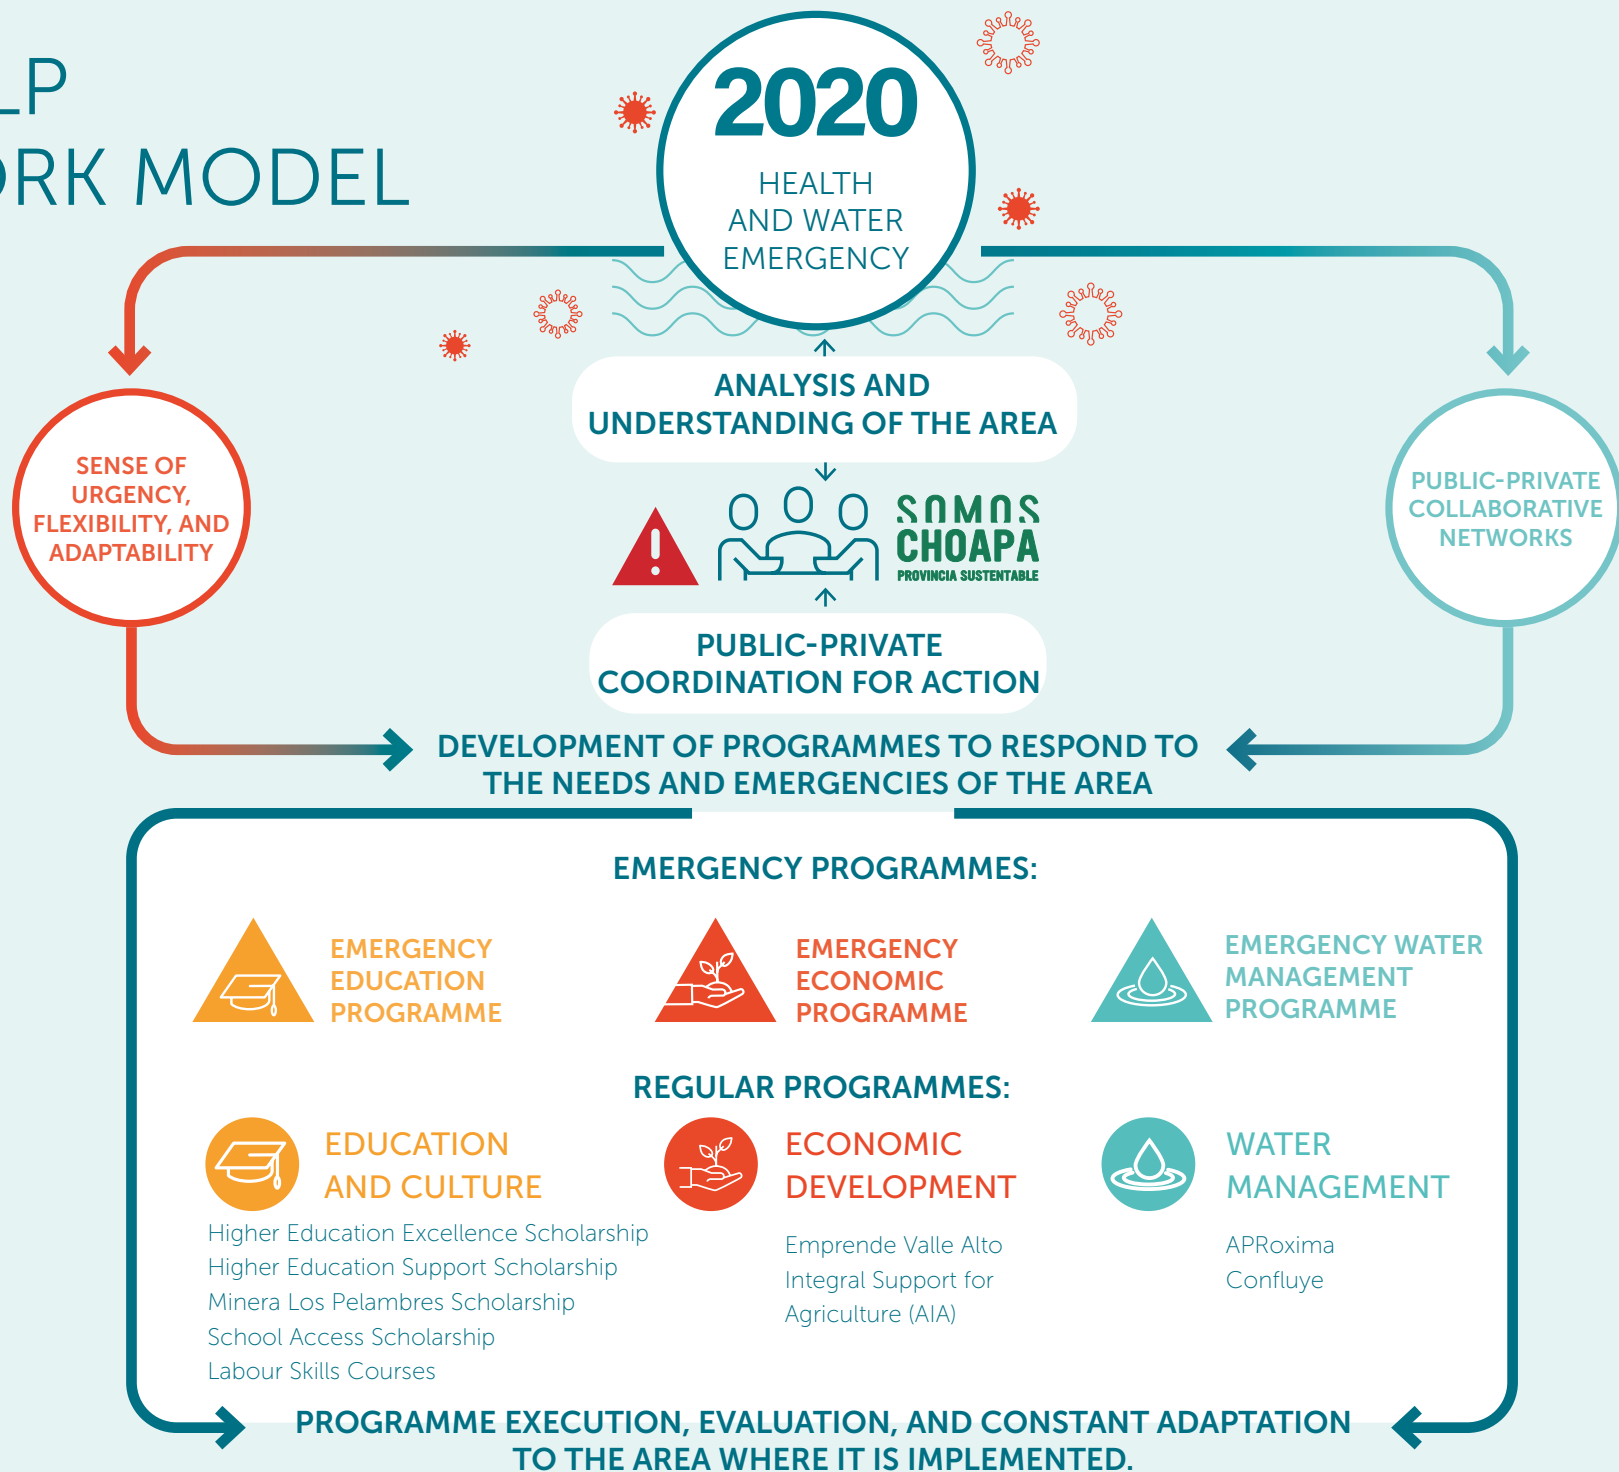 LP
ORK MODEL
2020
HEALTH
AND WATER
EMERGENCY
ANALYSIS AND
UNDERSTANDING OF THE AREA
SENSE OF
URGENCY,
FLEXIBILITY, AND
ADAPTABILITY
SOMOS
CHOAPA
PROVINCIA SUSTENTABLE
PUBLIC-PRIVATE
COLLABORATIVE
NETWORKS
PUBLIC-PRIVATE
COORDINATION FOR ACTION
DEVELOPMENT OF PROGRAMMES TO RESPOND TO
THE NEEDS AND EMERGENCIES OF THE AREA
EMERGENCY PROGRAMMES:
EMERGENCY
EDUCATION
PROGRAMME
EMERGENCY
ECONOMIC
PROGRAMME
EMERGENCY WATER
MANAGEMENT
PROGRAMME
REGULAR PROGRAMMES:
EDUCATION
AND CULTURE
Higher Education Excellence Scholarship
Higher Education Support Scholarship
Minera Los Pelambres Scholarship
School Access Scholarship
Labour Skills Courses
ECONOMIC
DEVELOPMENT
Emprende Valle Alto
Integral Support for
Agriculture (AIA)
WATER
MANAGEMENT
APRoxima
Confluye
PROGRAMME EXECUTION, EVALUATION, AND CONSTANT ADAPTATION
TO THE AREA WHERE IT IS IMPLEMENTED.